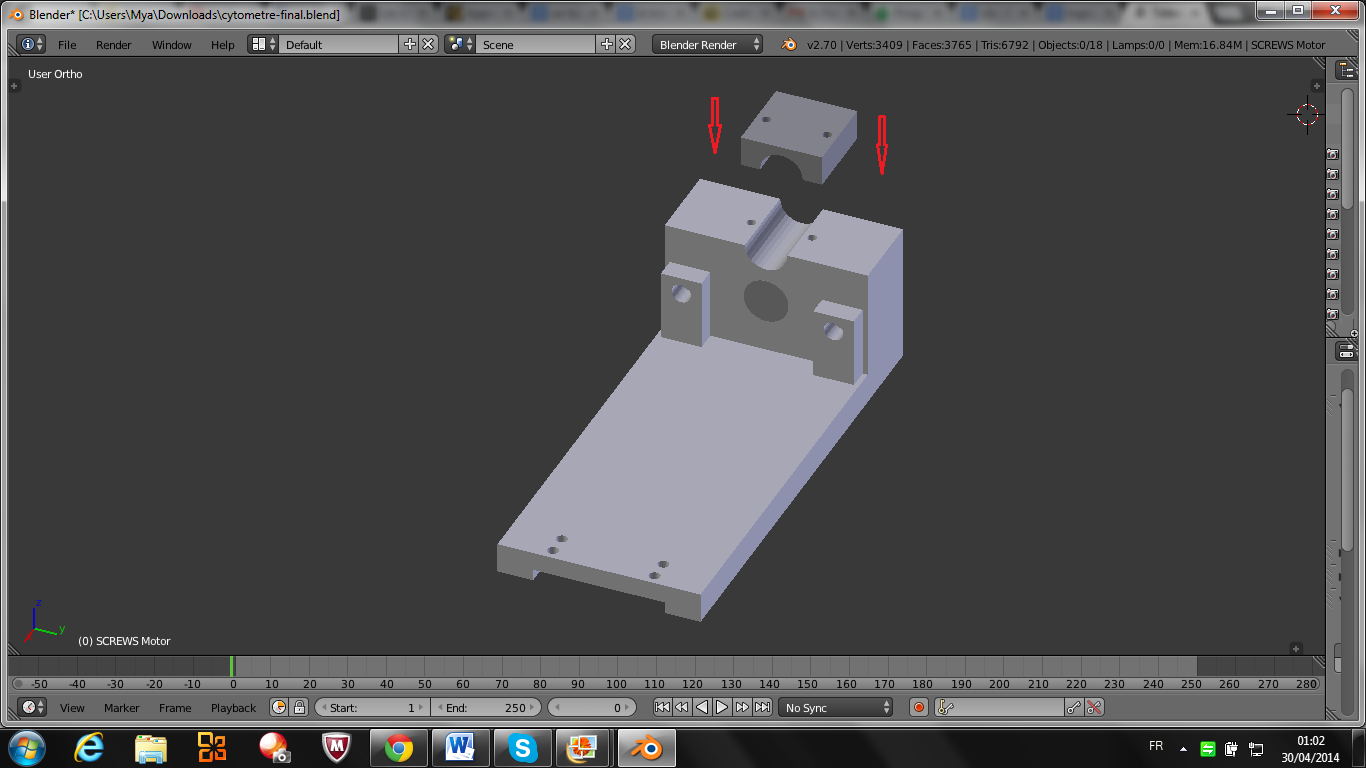 Blender* [C:\Users\Mya\Downloads\cytometre-final.blend]
File Render Window Help Default Scene Blender Render v2.70 | Verts:3409 | Faces:3765 | Tris:6792 | Objects:0/18 | Lamps:0/0 | Mem:16.84M | SCREWS Motor
User Ortho
z
y
(0) SCREWS Motor
-50 -40 -30 -20 -10 0 10 20 30 40 50 60 70 80 90 100 110 120 130 140 150 160 170 180 190 200 210 220 230 240 250 260 270 280
View Marker Frame Playback Start: 1 End: 250 0 No Sync
FR 01:02
30/04/2014